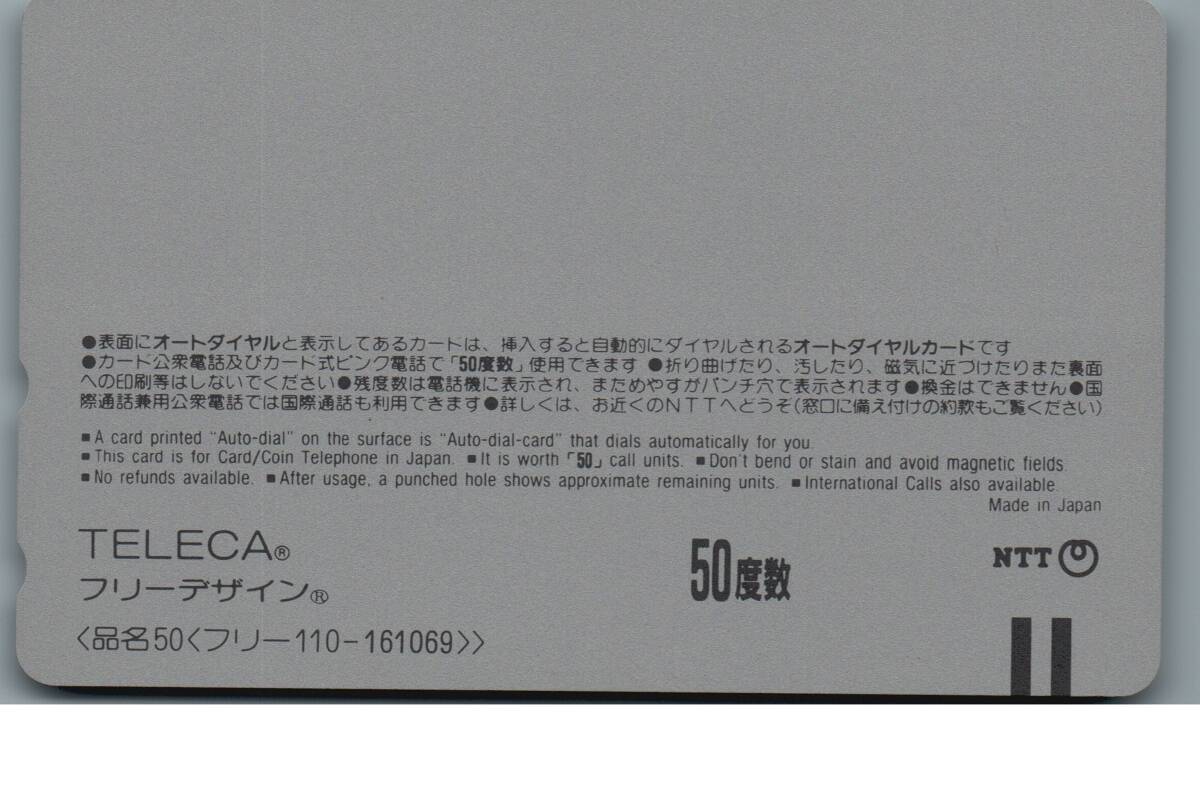 ●表面にオートダイヤルと表示してあるカードは、挿入すると自動的にダイヤルされるオートダイヤルカードです
●カード公衆電話及びカード式ピンク電話で「50度数」使用できます ●折り曲げたり、汚したり、磁気に近づけたりまた裏面
への印刷等はしないでください●残度数は電話機に表示され、まためやすがパンチ穴で表示されます●換金はできません●国
際通話兼用公衆電話では国際通話も利用できます●詳しくは、お近くのNTTへどうぞ(窓口に備え付けの約款もご覧ください)
■A card printed "Auto-dial" on the surface is "Auto-dial-card" that dials automatically for you.
■This card is for Card/Coin Telephone in Japan. ■It is worth「50」call units. ■Don't bend or stain and avoid magnetic fields.
■No refunds available. ■After usage, a punched hole shows approximate remaining units. ■International Calls also available.
Made in Japan
TELECA®
フリーデザイン®
50度数
NTT
〈品名50〈フリー110-161069〉〉